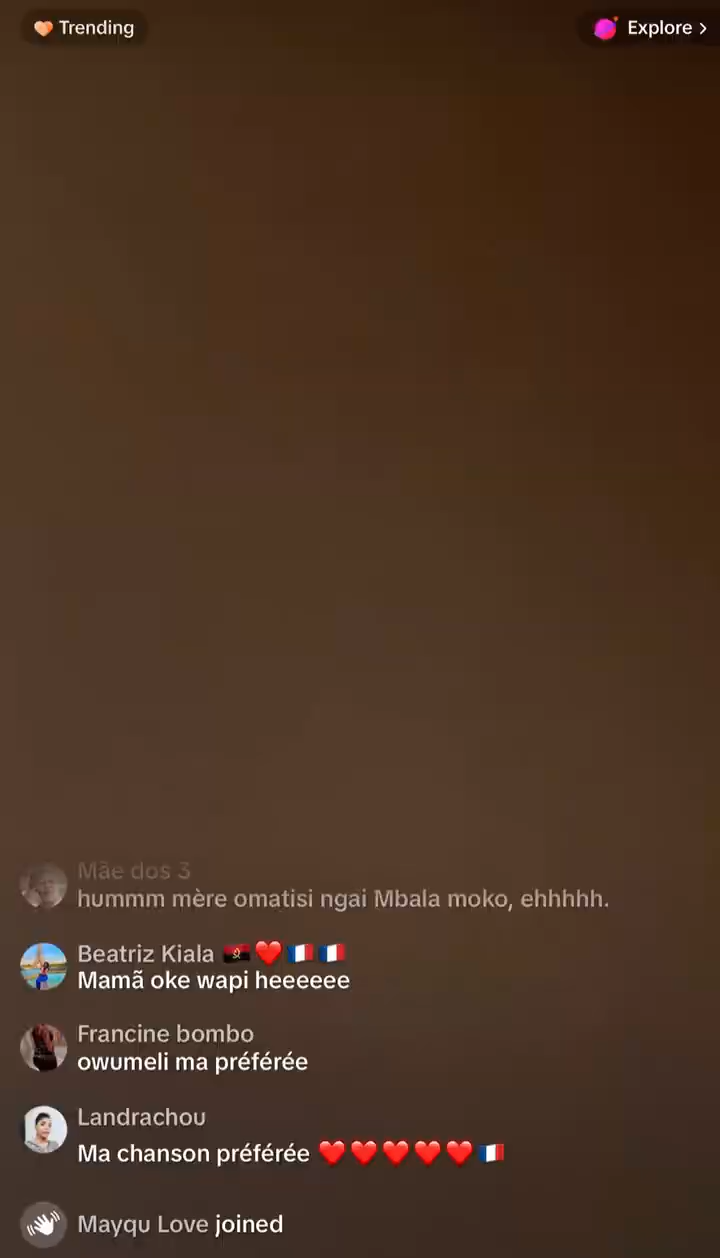 Trending
Explore >
Mãe dos 3
hummm mère omatisi ngai Mbala moko, ehhhhh.
Beatriz Kiala 🇦🇴❤️🇫🇷🇫🇷
Mamã oke wapi heeeeee
Francine bombo
owumeli ma préférée
Landrachou
Ma chanson préférée ❤️❤️❤️❤️❤️🇫🇷
Mayqu Love joined